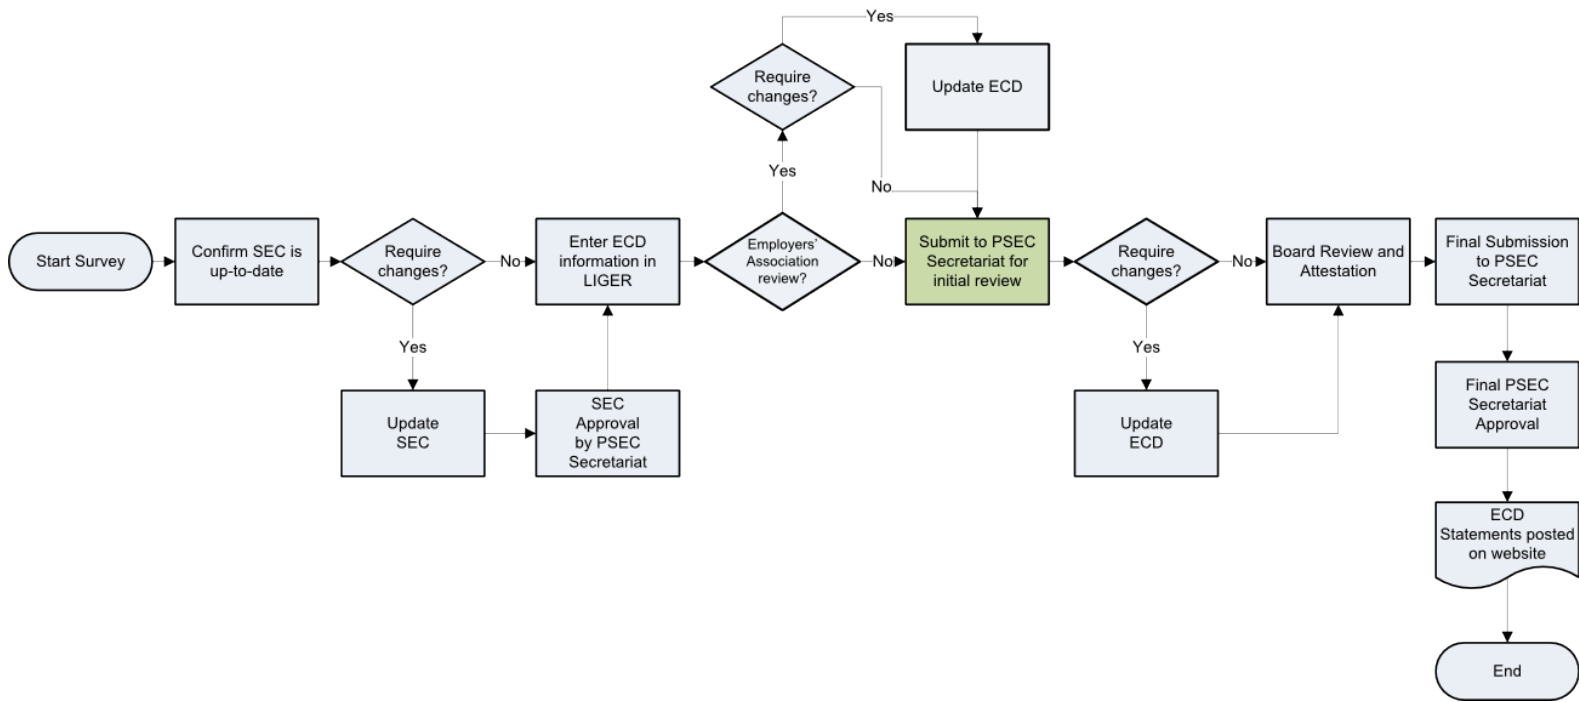 Yes
Require
changes?
Update ECD
Yes
No
Start Survey
Confirm SEC is
up-to-date
Require
changes?
No
Enter ECD
information in
LIGER
Employers’
Association
review?
No
Submit to PSEC
Secretariat for
initial review
Require
changes?
No
Board Review and
Attestation
Final Submission
to PSEC
Secretariat
Yes
Update
SEC
SEC
Approval
by PSEC
Secretariat
Yes
Update
ECD
Final PSEC
Secretariat
Approval
ECD
Statements posted
on website
End